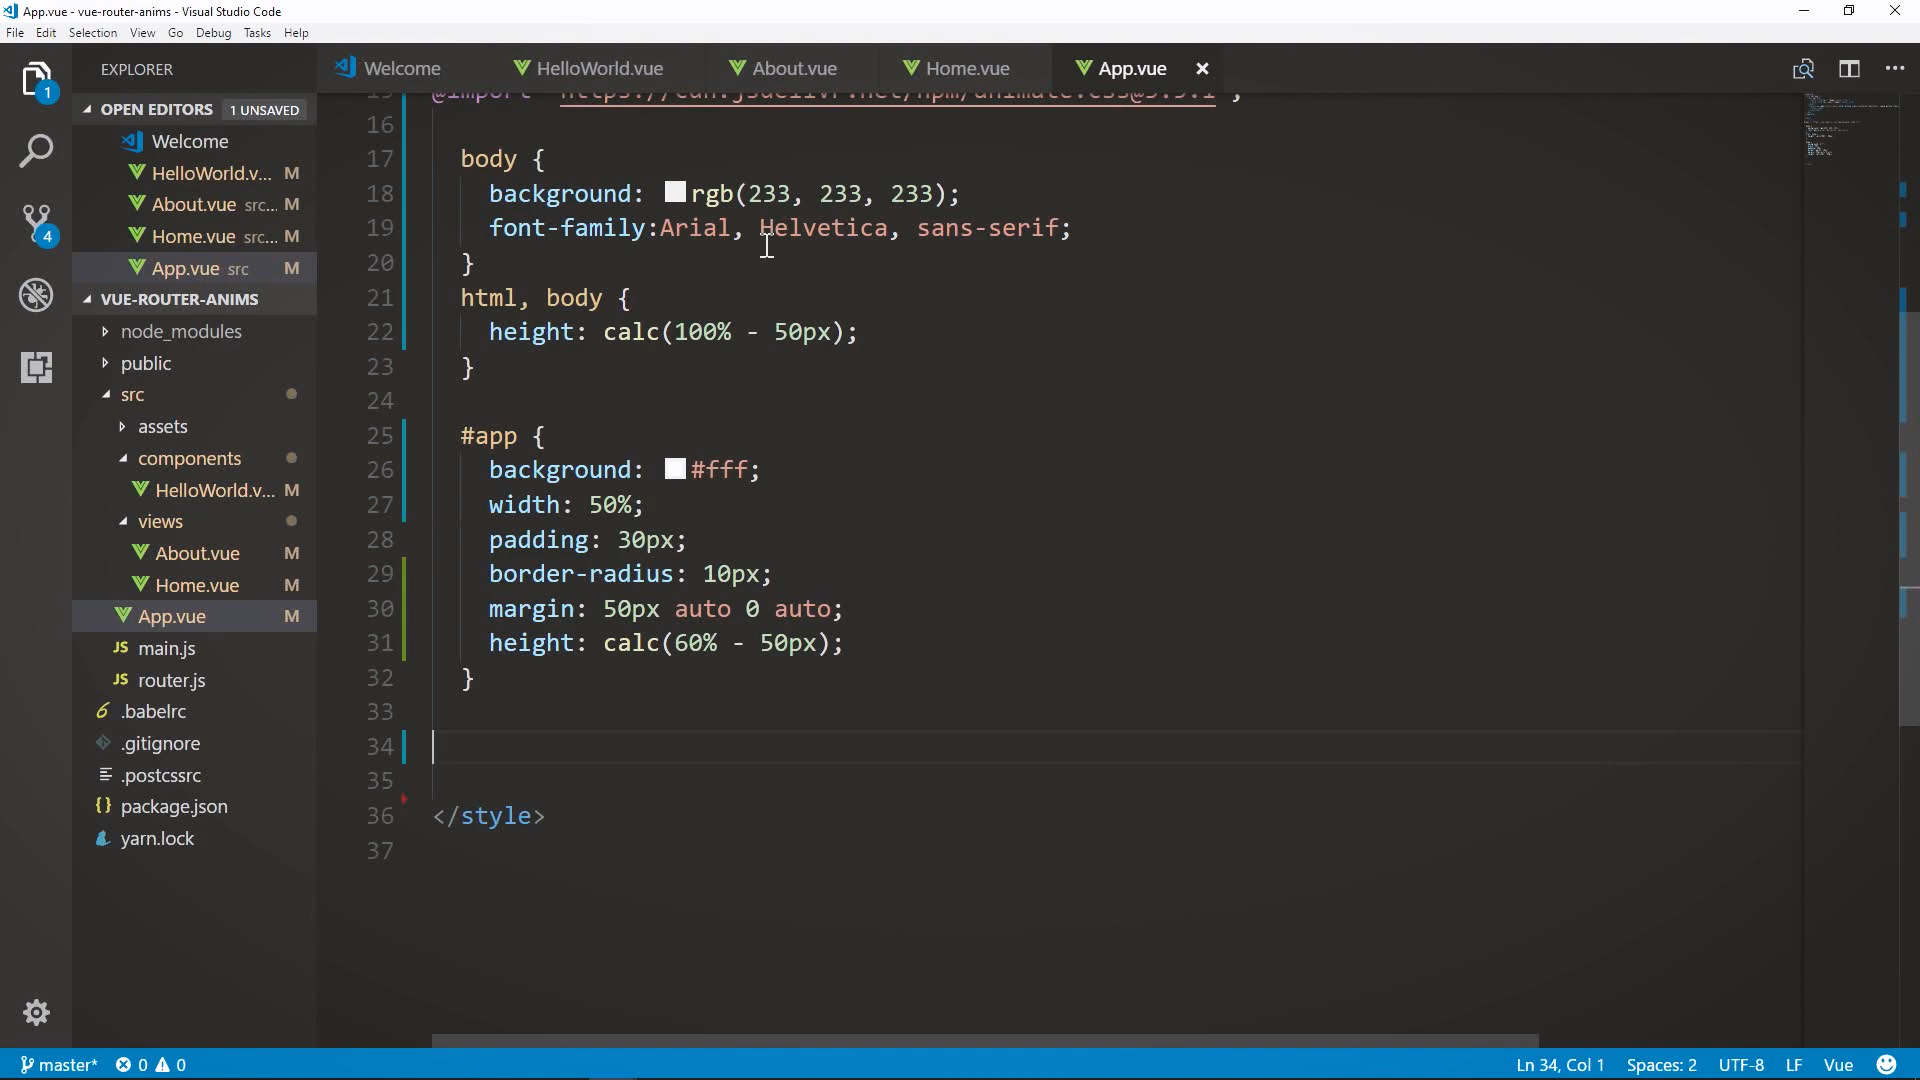 App.vue - vue-router-anims - Visual Studio Code
File Edit Selection View Go Debug Tasks Help
EXPLORER
Welcome HelloWorld.vue About.vue Home.vue App.vue
1
OPEN EDITORS 1 UNSAVED
Welcome
HelloWorld.v... M
About.vue src... M
4
Home.vue src... M
App.vue src M
VUE-ROUTER-ANIMS
node_modules
public
src
assets
components
HelloWorld.v... M
views
About.vue M
Home.vue M
App.vue M
JS main.js
JS router.js
.babelrc
.gitignore
.postcssrc
{} package.json
yarn.lock
@import https://cdn.jsdelivr.net/npm/animate.css@3.5.1 ;
16
17 body {
18 background: rgb(233, 233, 233);
19 font-family:Arial, Helvetica, sans-serif;
20 }
21 html, body {
22 height: calc(100% - 50px);
23 }
24
25 #app {
26 background: #fff;
27 width: 50%;
28 padding: 30px;
29 border-radius: 10px;
30 margin: 50px auto 0 auto;
31 height: calc(60% - 50px);
32 }
33
34
35
36 </style>
37
master* 0 0 Ln 34, Col 1 Spaces: 2 UTF-8 LF Vue